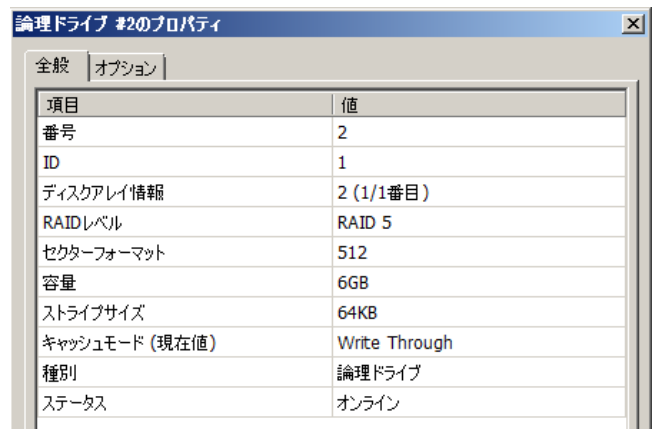 論理ドライブ #2のプロパティ
全般 オプション
項目 値
番号 2
ID 1
ディスクアレイ情報 2 (1/1番目)
RAIDレベル RAID 5
セクターフォーマット 512
容量 6GB
ストライプサイズ 64KB
キャッシュモード (現在値) Write Through
種別 論理ドライブ
ステータス オンライン